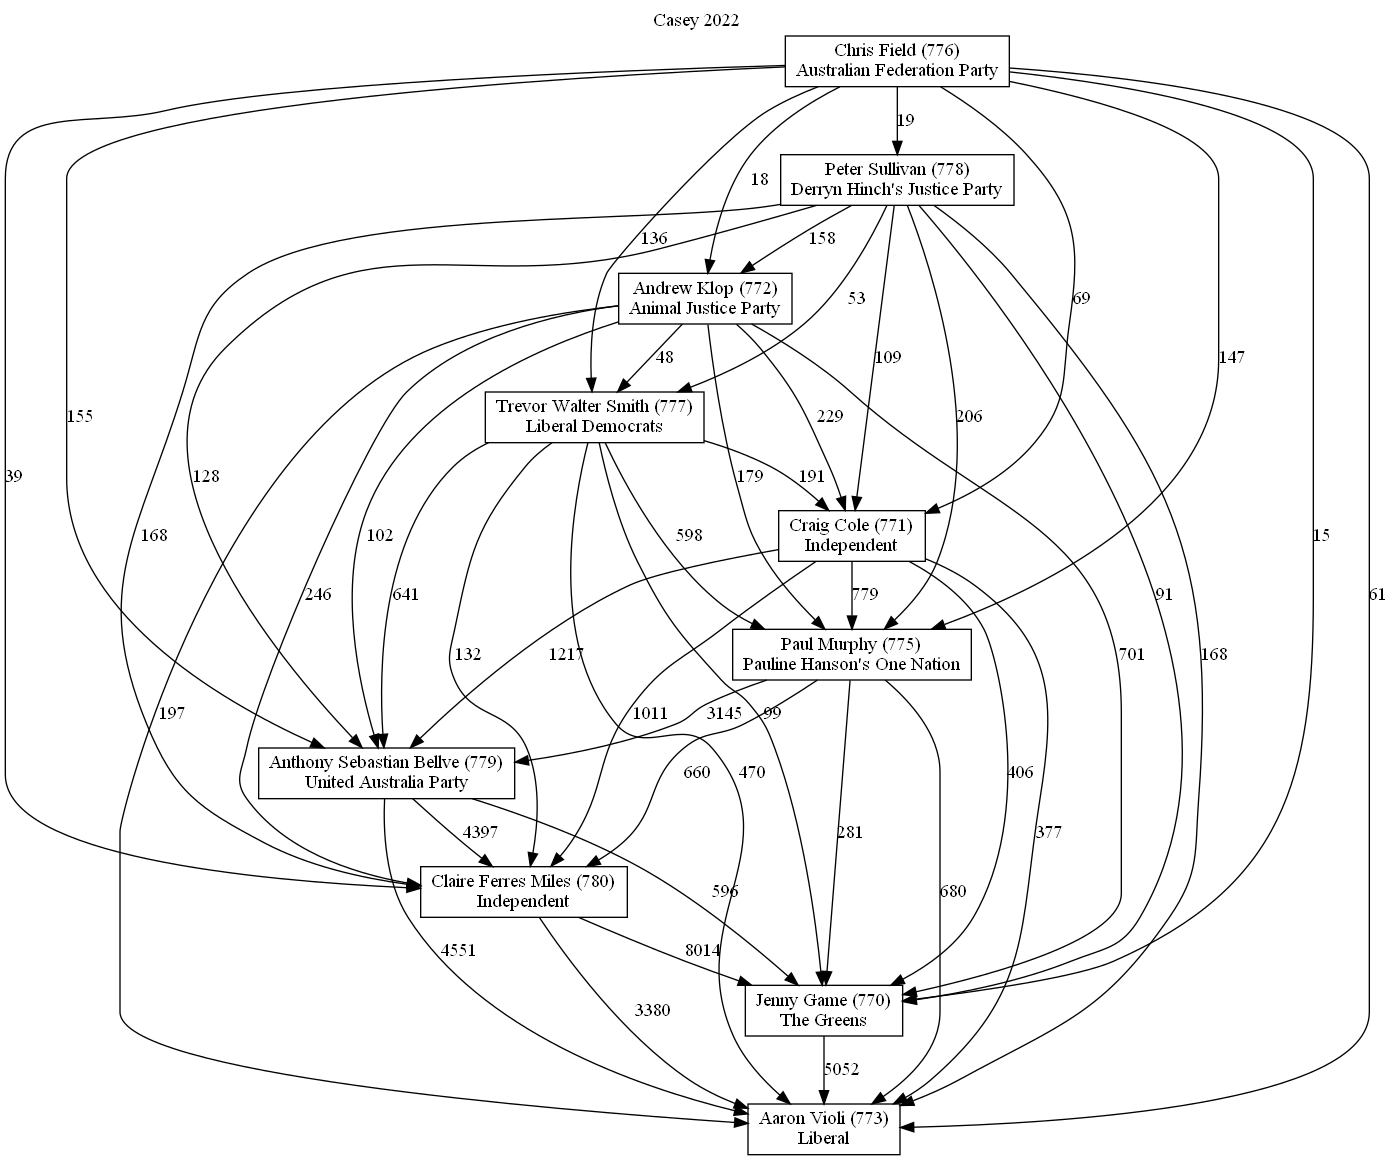 Casey 2022
Chris Field (776)
Australian Federation Party
19
Peter Sullivan (778)
Derryn Hinch's Justice Party
18
136
158
Andrew Klop (772)
Animal Justice Party
53
69
48
109
147
Trevor Walter Smith (777)
Liberal Democrats
155
229
206
39
128
179
191
Craig Cole (771)
Independent
168
102
598
15
246
641
779
91
61
Paul Murphy (775)
Pauline Hanson's One Nation
132
1217
701
168
197
1011
3145
99
Anthony Sebastian Bellve (779)
United Australia Party
660
470
406
4397
281
377
Claire Ferres Miles (780)
Independent
596
680
4551
8014
Jenny Game (770)
The Greens
3380
5052
Aaron Violi (773)
Liberal